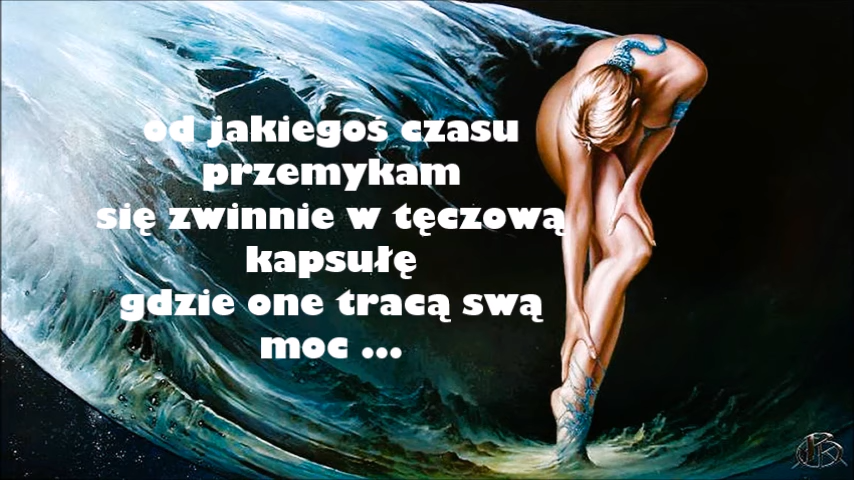 od jakiegoś czasu
przemykam
się zwinnie w tęczową
kapsułę
gdzie one tracą swą
moc ...